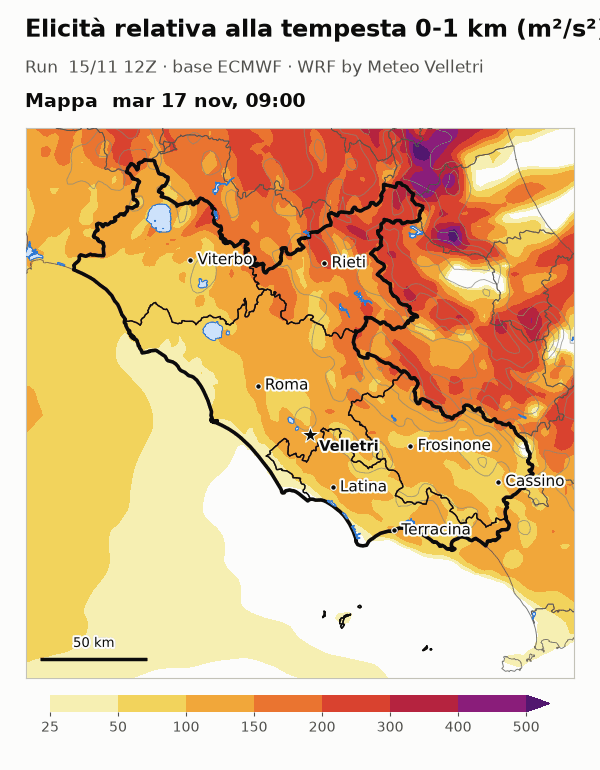 Elicità relativa alla tempesta 0-1 km (m²/s²)
Run  15/11 12Z · base ECMWF · WRF by Meteo Velletri
Mappa  mar 17 nov, 09:00
Viterbo
Rieti
Roma
Velletri
Frosinone
Cassino
Latina
Terracina
50 km
25 50 100 150 200 300 400 500